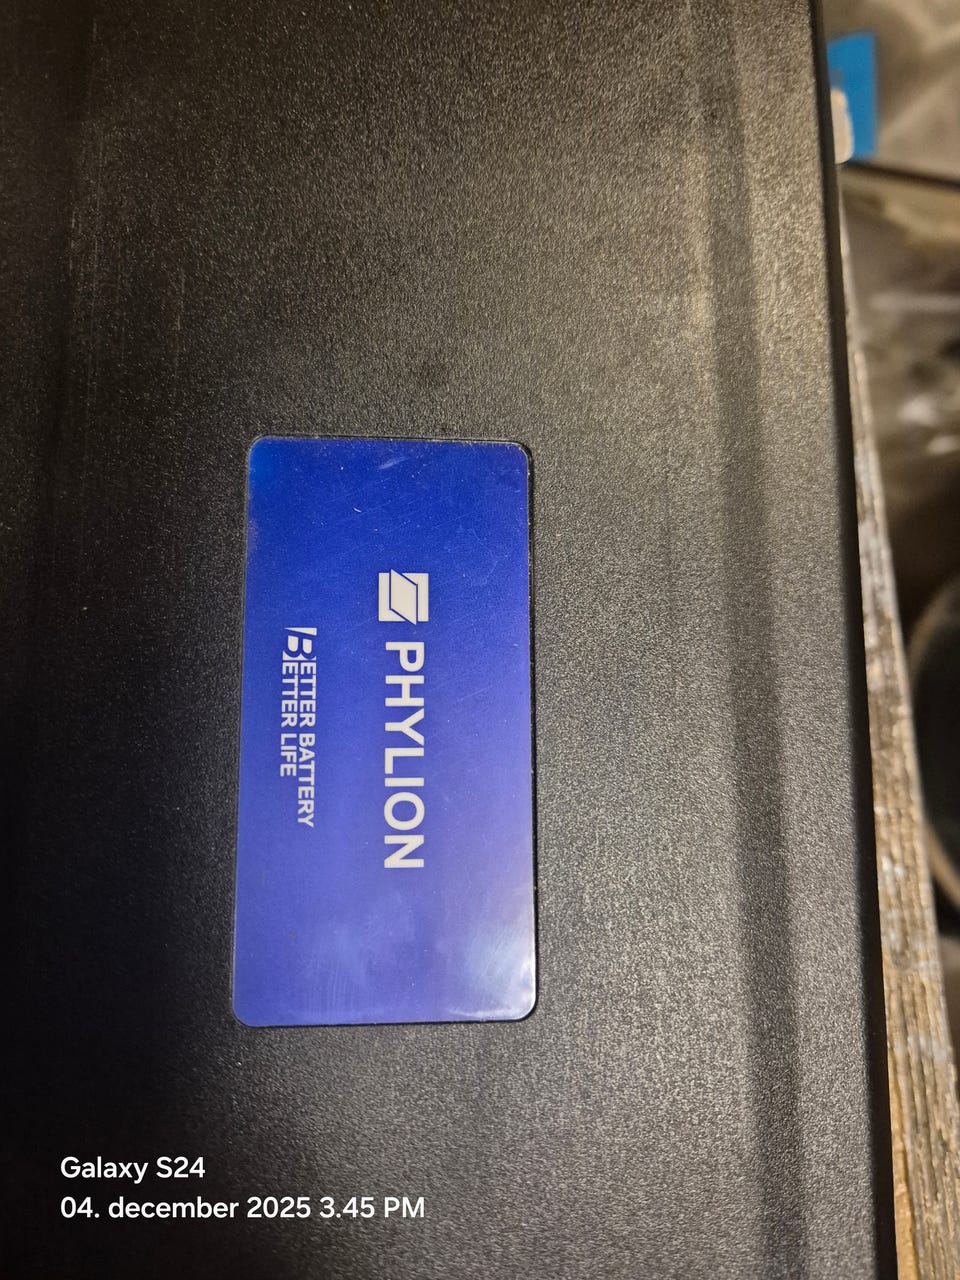 PHYLION
BETTER BATTERY
BETTER LIFE
Galaxy S24
04. december 2025 3.45 PM